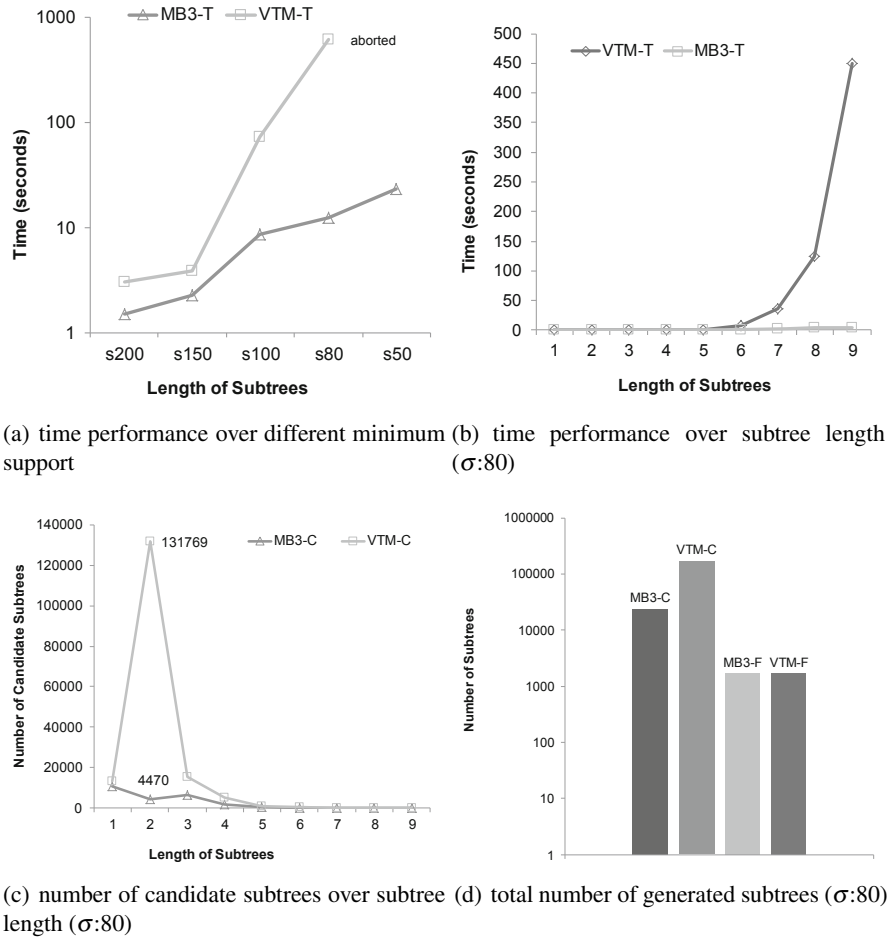 MB3-T VTM-T
1000
100
10
1
Time (seconds)
aborted
s200 s150 s100 s80 s50
Length of Subtrees
VTM-T MB3-T
450
400
350
300
250
200
150
100
50
0
Time (seconds)
1 2 3 4 5 6 7 8 9
Length of Subtrees
(a) time performance over different minimum
support
(b) time performance over subtree length
(σ:80)
140000
120000
100000
80000
60000
40000
20000
0
Number of Candidate Subtrees
MB3-C VTM-C
131769
4470
1 2 3 4 5 6 7 8 9
Length of Subtrees
1000000
100000
10000
1000
100
10
1
Number of Subtrees
MB3-C
VTM-C
MB3-F
VTM-F
(c) number of candidate subtrees over subtree
length (σ:80)
(d) total number of generated subtrees (σ:80)